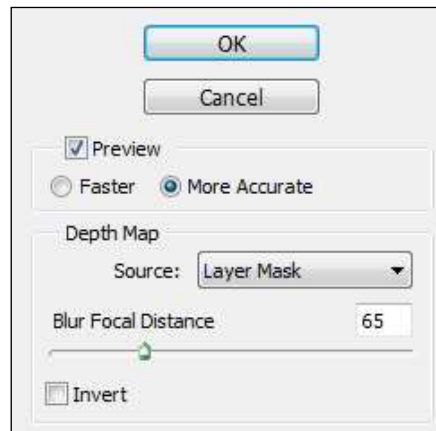 OK
Cancel
Preview
Faster More Accurate
Depth Map
Source: Layer Mask
Blur Focal Distance 65
Invert